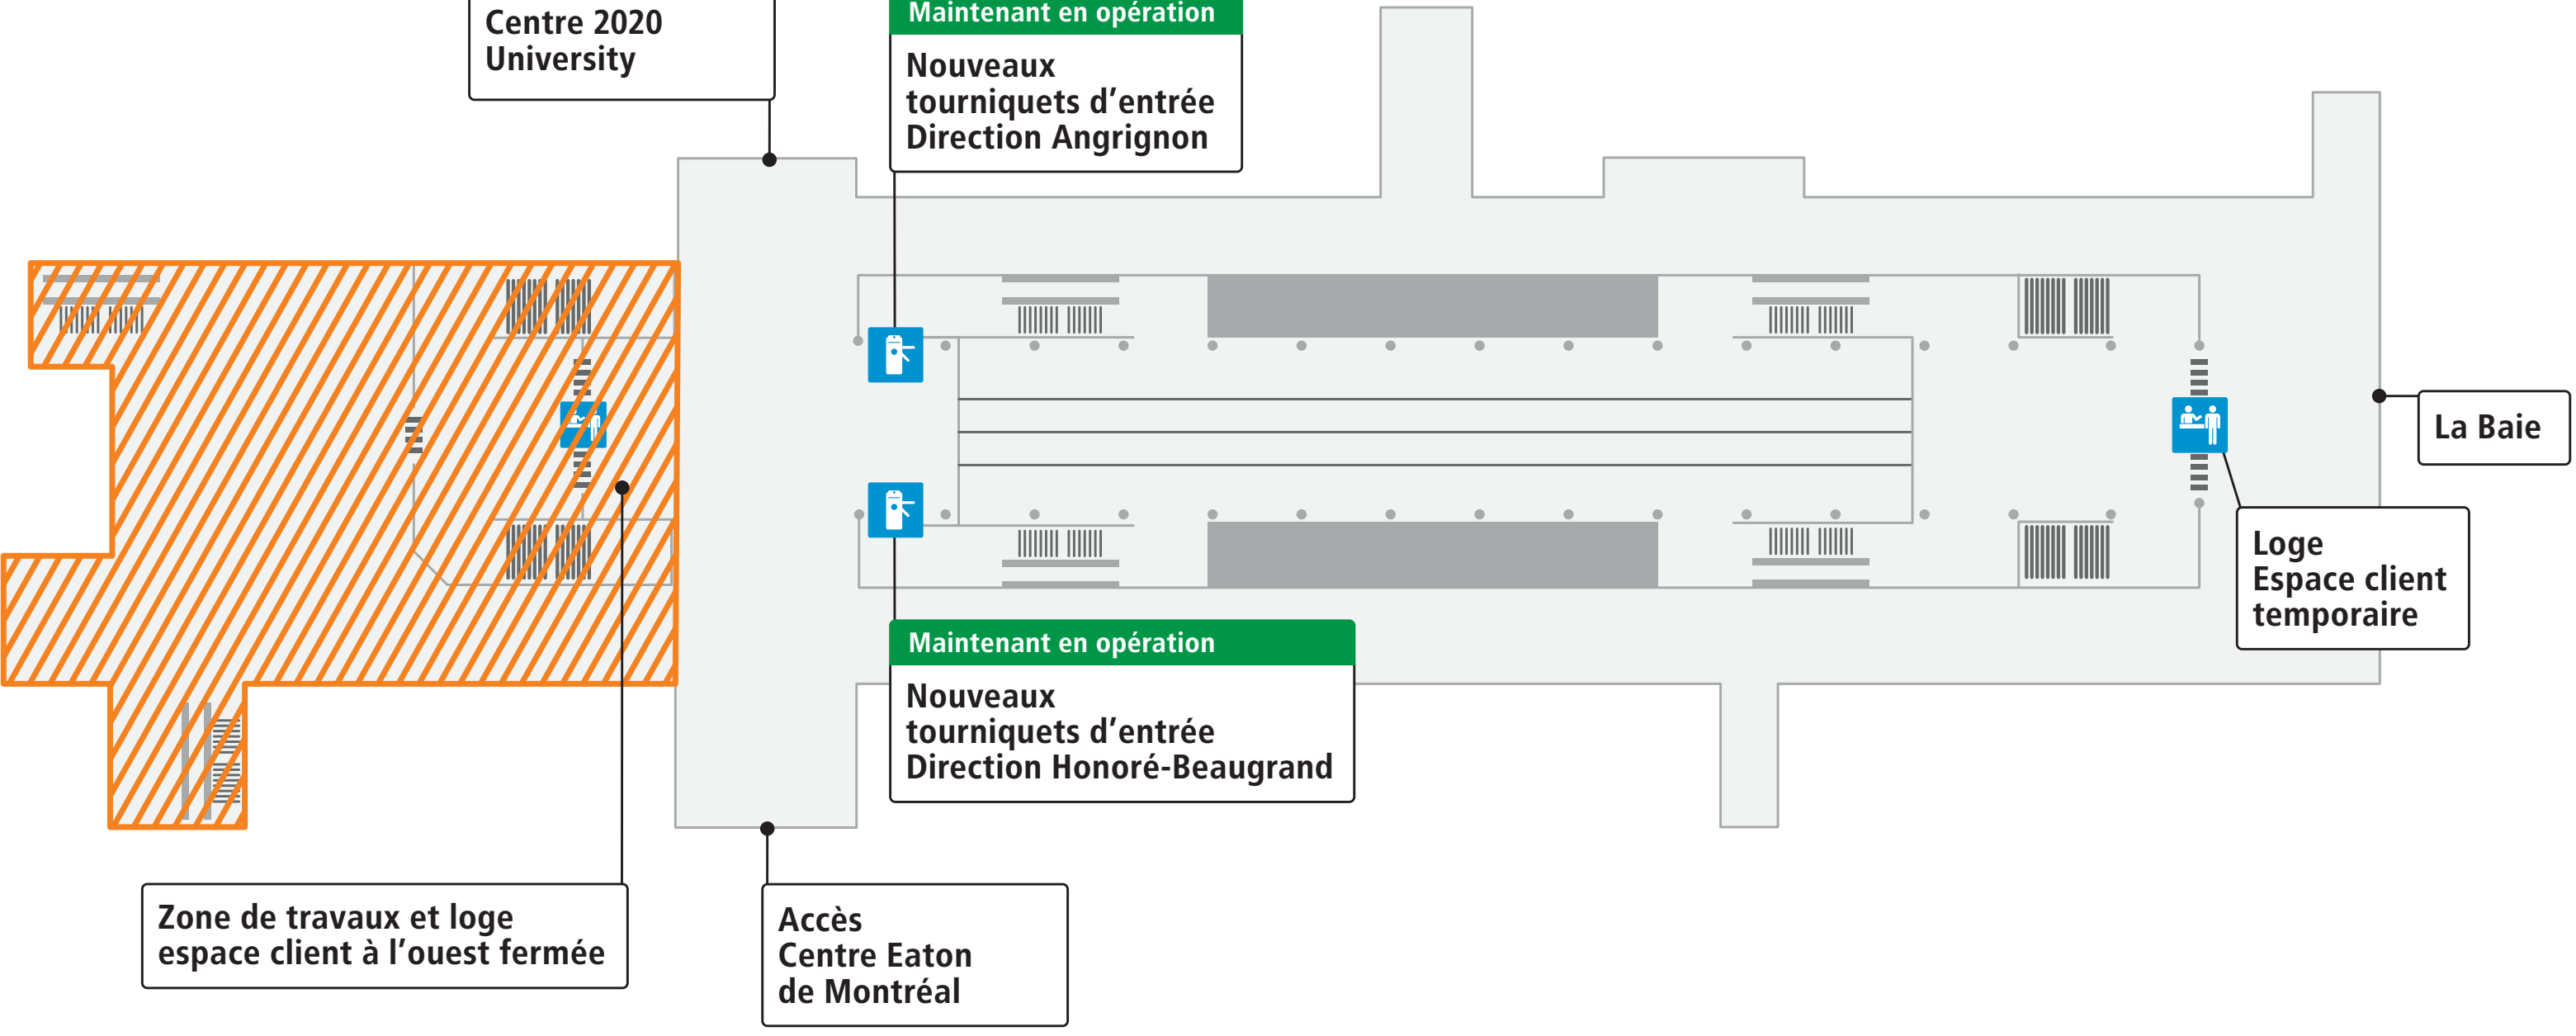 Centre 2020
University
Maintenant en opération
Nouveaux
tourniquets d’entrée
Direction Angrignon
La Baie
Loge
Espace client
temporaire
Maintenant en opération
Nouveaux
tourniquets d’entrée
Direction Honoré-Beaugrand
Zone de travaux et loge
espace client à l’ouest fermée
Accès
Centre Eaton
de Montréal